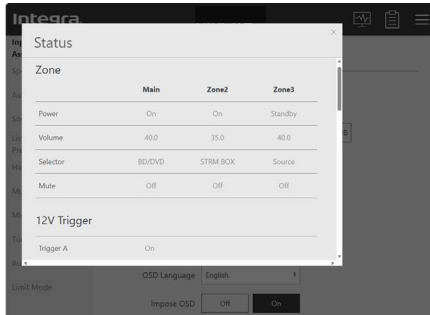 Integra.
Status
×
Zone
Main Zone2 Zone3
Power On On Standby
Volume 40.0 35.0 40.0
Selector BD/DVD STRM BOX Source
Mute Off Off Off
12V Trigger
Trigger A On
OSD Language English
Limit Mode
Impose OSD Off On